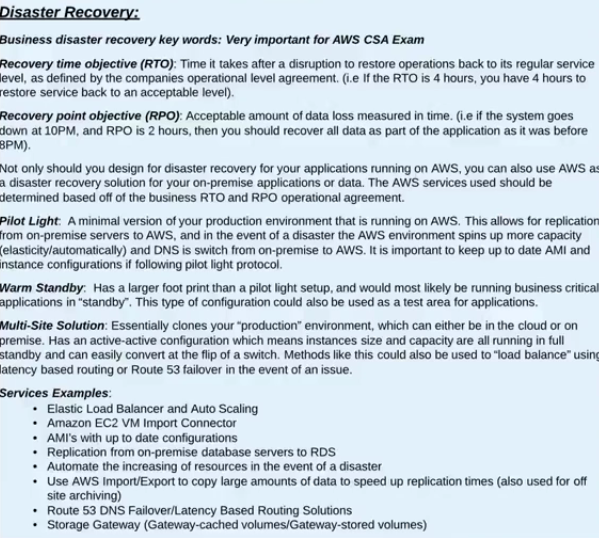 Disaster Recovery:
Business disaster recovery key words: Very important for AWS CSA Exam
Recovery time objective (RTO): Time it takes after a disruption to restore operations back to its regular service
level, as defined by the companies operational level agreement. (i.e If the RTO is 4 hours, you have 4 hours to
restore service back to an acceptable level).
Recovery point objective (RPO): Acceptable amount of data loss measured in time. (i.e if the system goes
down at 10PM, and RPO is 2 hours, then you should recover all data as part of the application as it was before
8PM).
Not only should you design for disaster recovery for your applications running on AWS, you can also use AWS as
a disaster recovery solution for your on-premise applications or data. The AWS services used should be
determined based off of the business RTO and RPO operational agreement.
Pilot Light: A minimal version of your production environment that is running on AWS. This allows for replication
from on-premise servers to AWS, and in the event of a disaster the AWS environment spins up more capacity
(elasticity/automatically) and DNS is switch from on-premise to AWS. It is important to keep up to date AMI and
instance configurations if following pilot light protocol.
Warm Standby: Has a larger foot print than a pilot light setup, and would most likely be running business critical
applications in “standby”. This type of configuration could also be used as a test area for applications.
Multi-Site Solution: Essentially clones your “production” environment, which can either be in the cloud or on
premise. Has an active-active configuration which means instances size and capacity are all running in full
standby and can easily convert at the flip of a switch. Methods like this could also be used to “load balance” using
latency based routing or Route 53 failover in the event of an issue.
Services Examples:
• Elastic Load Balancer and Auto Scaling
• Amazon EC2 VM Import Connector
• AMI’s with up to date configurations
• Replication from on-premise database servers to RDS
• Automate the increasing of resources in the event of a disaster
• Use AWS Import/Export to copy large amounts of data to speed up replication times (also used for off
site archiving)
• Route 53 DNS Failover/Latency Based Routing Solutions
• Storage Gateway (Gateway-cached volumes/Gateway-stored volumes)